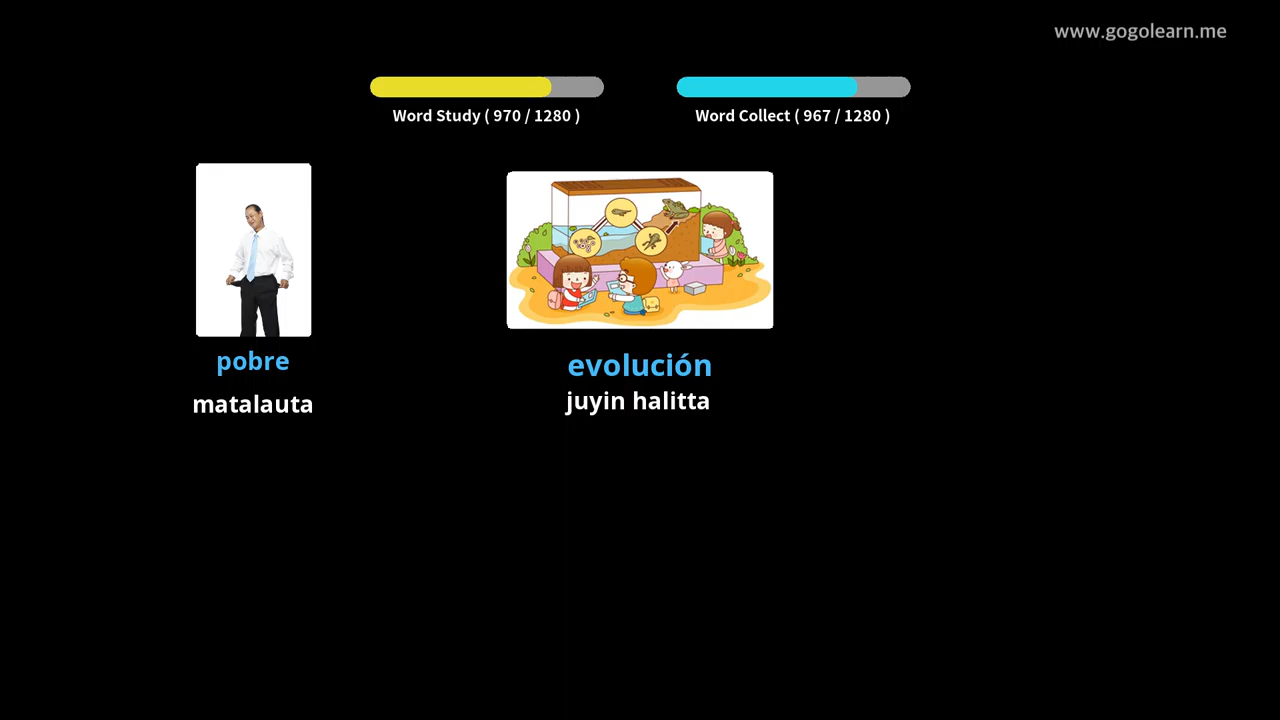 www.gogolearn.me
Word Study ( 970 / 1280 )
Word Collect ( 967 / 1280 )
pobre
matalauta
evolución
juyin halitta